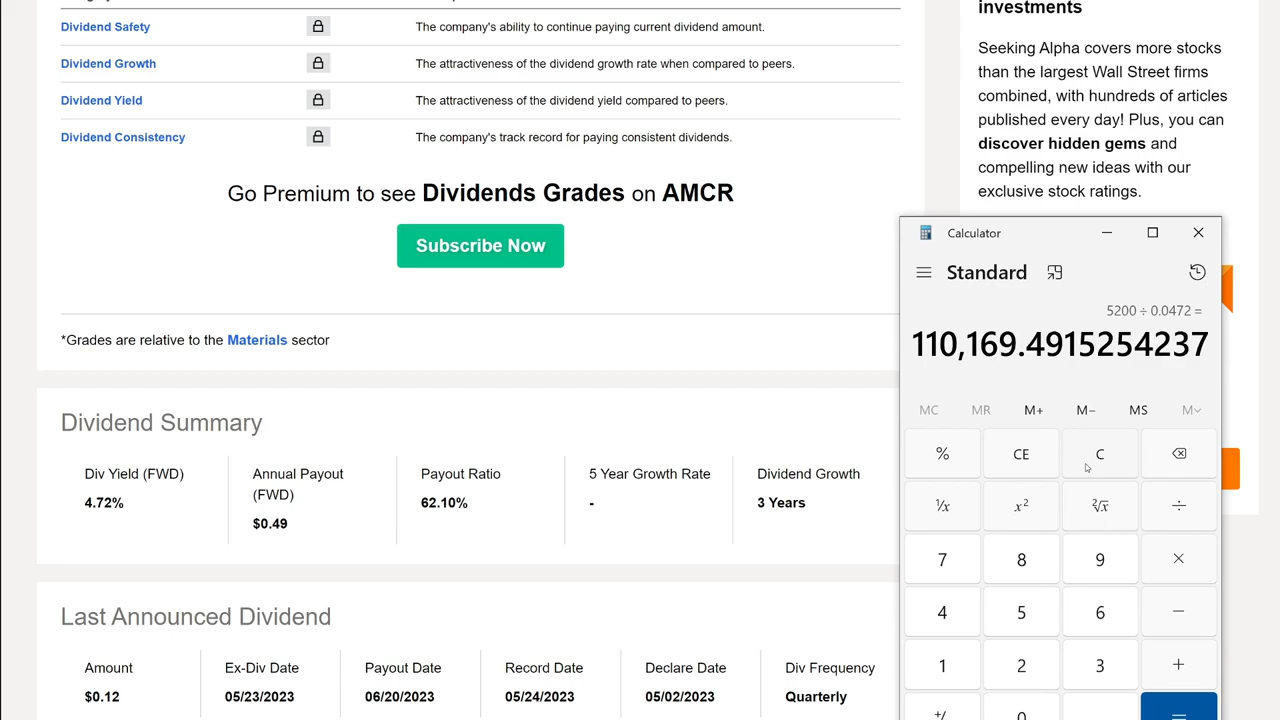 Dividend Safety The company's ability to continue paying current dividend amount.
Dividend Growth The attractiveness of the dividend growth rate when compared to peers.
Dividend Yield The attractiveness of the dividend yield compared to peers.
Dividend Consistency The company's track record for paying consistent dividends.
Go Premium to see Dividends Grades on AMCR
Subscribe Now
*Grades are relative to the Materials sector
Dividend Summary
Div Yield (FWD)
4.72%
Annual Payout
(FWD)
$0.49
Payout Ratio
62.10%
5 Year Growth Rate
-
Dividend Growth
3 Years
Last Announced Dividend
Amount
$0.12
Ex-Div Date
05/23/2023
Payout Date
06/20/2023
Record Date
05/24/2023
Declare Date
05/02/2023
Div Frequency
Quarterly
investments
Seeking Alpha covers more stocks
than the largest Wall Street firms
combined, with hundreds of articles
published every day! Plus, you can
discover hidden gems and
compelling new ideas with our
exclusive stock ratings.
Calculator
Standard
5200 ÷ 0.0472 =
110,169.4915254237
MC MR M+ M− MS M˅
% CE C
¹/x x² ²√x ÷
7 8 9 ×
4 5 6 −
1 2 3 +
+/ 0 =